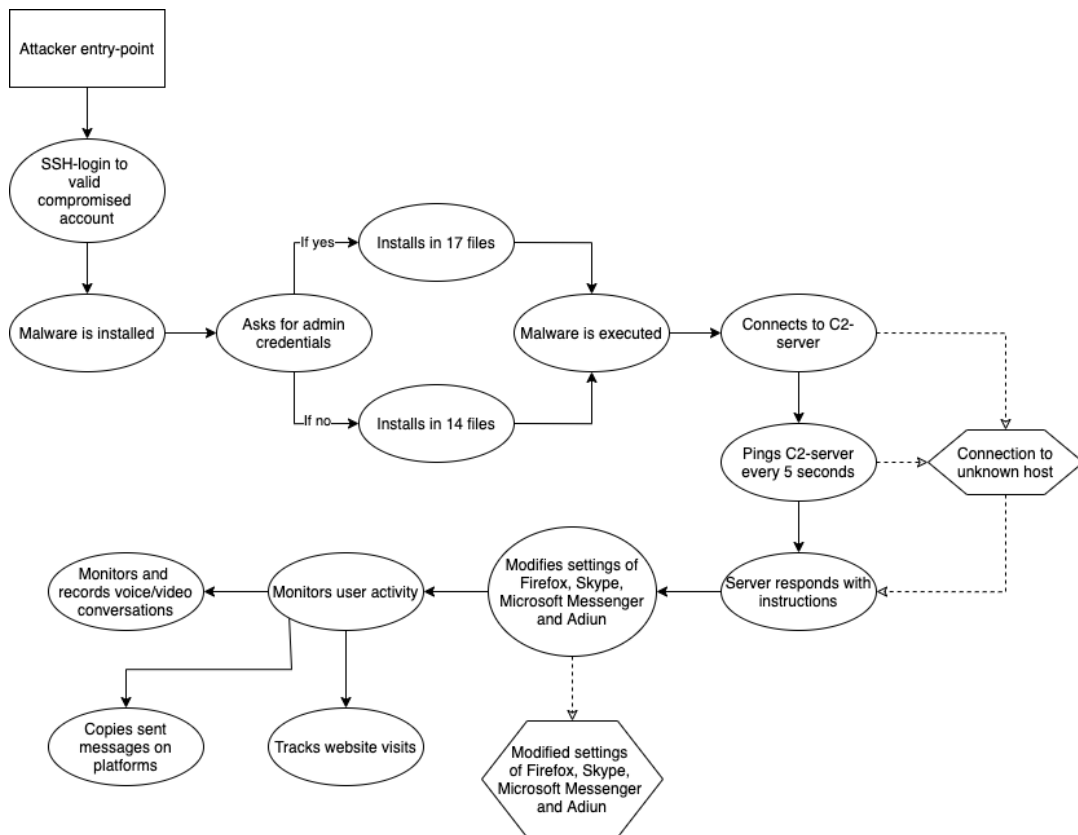 Attacker entry-point
SSH-login to
valid
compromised
account
Malware is installed
Asks for admin
credentials
If yes
Installs in 17 files
If no
Installs in 14 files
Malware is executed
Connects to C2-
server
Pings C2-server
every 5 seconds
Connection to
unknown host
Server responds with
instructions
Modifies settings of
Firefox, Skype,
Microsoft Messenger
and Adiun
Modified settings
of Firefox, Skype,
Microsoft Messenger
and Adiun
Monitors user activity
Monitors and
records voice/video
conversations
Copies sent
messages on
platforms
Tracks website visits